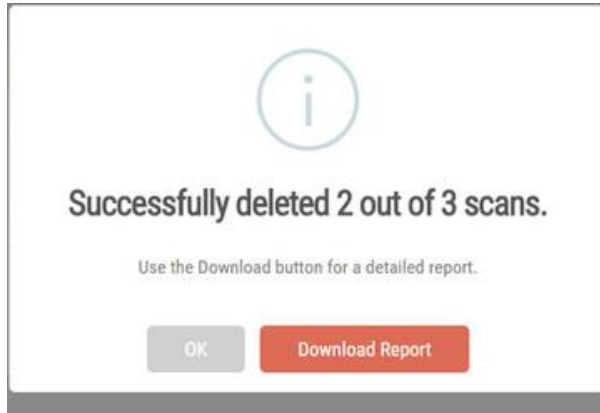 Successfully deleted 2 out of 3 scans.
Use the Download button for a detailed report.
OK
Download Report